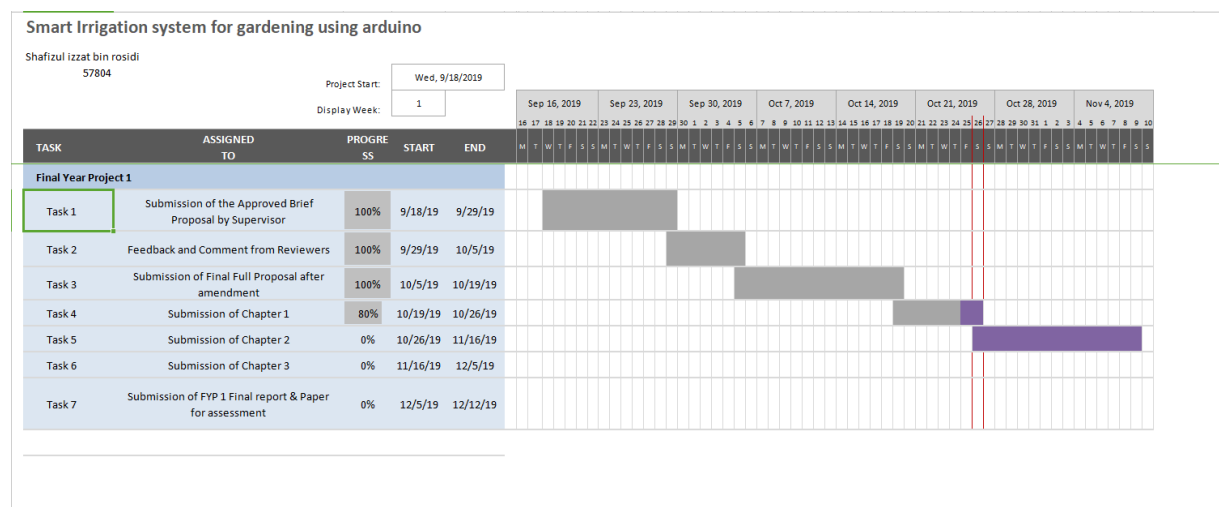 Smart Irrigation system for gardening using arduino
Shafizul izzat bin rosidi
57804
Project Start: Wed, 9/18/2019
Display Week: 1
Sep 16, 2019 Sep 23, 2019 Sep 30, 2019 Oct 7, 2019 Oct 14, 2019 Oct 21, 2019 Oct 28, 2019 Nov 4, 2019
16 17 18 19 20 21 22 23 24 25 26 27 28 29 30 1 2 3 4 5 6 7 8 9 10 11 12 13 14 15 16 17 18 19 20 21 22 23 24 25 26 27 28 29 30 31 1 2 3 4 5 6 7 8 9 10
TASK ASSIGNED TO PROGRE SS START END M T W T F S S M T W T F S S M T W T F S S M T W T F S S M T W T F S S M T W T F S S M T W T F S S M T W T F S S
Final Year Project 1
Task 1 Submission of the Approved Brief Proposal by Supervisor 100% 9/18/19 9/29/19
Task 2 Feedback and Comment from Reviewers 100% 9/29/19 10/5/19
Task 3 Submission of Final Full Proposal after amendment 100% 10/5/19 10/19/19
Task 4 Submission of Chapter 1 80% 10/19/19 10/26/19
Task 5 Submission of Chapter 2 0% 10/26/19 11/16/19
Task 6 Submission of Chapter 3 0% 11/16/19 12/5/19
Task 7 Submission of FYP 1 Final report & Paper for assessment 0% 12/5/19 12/12/19